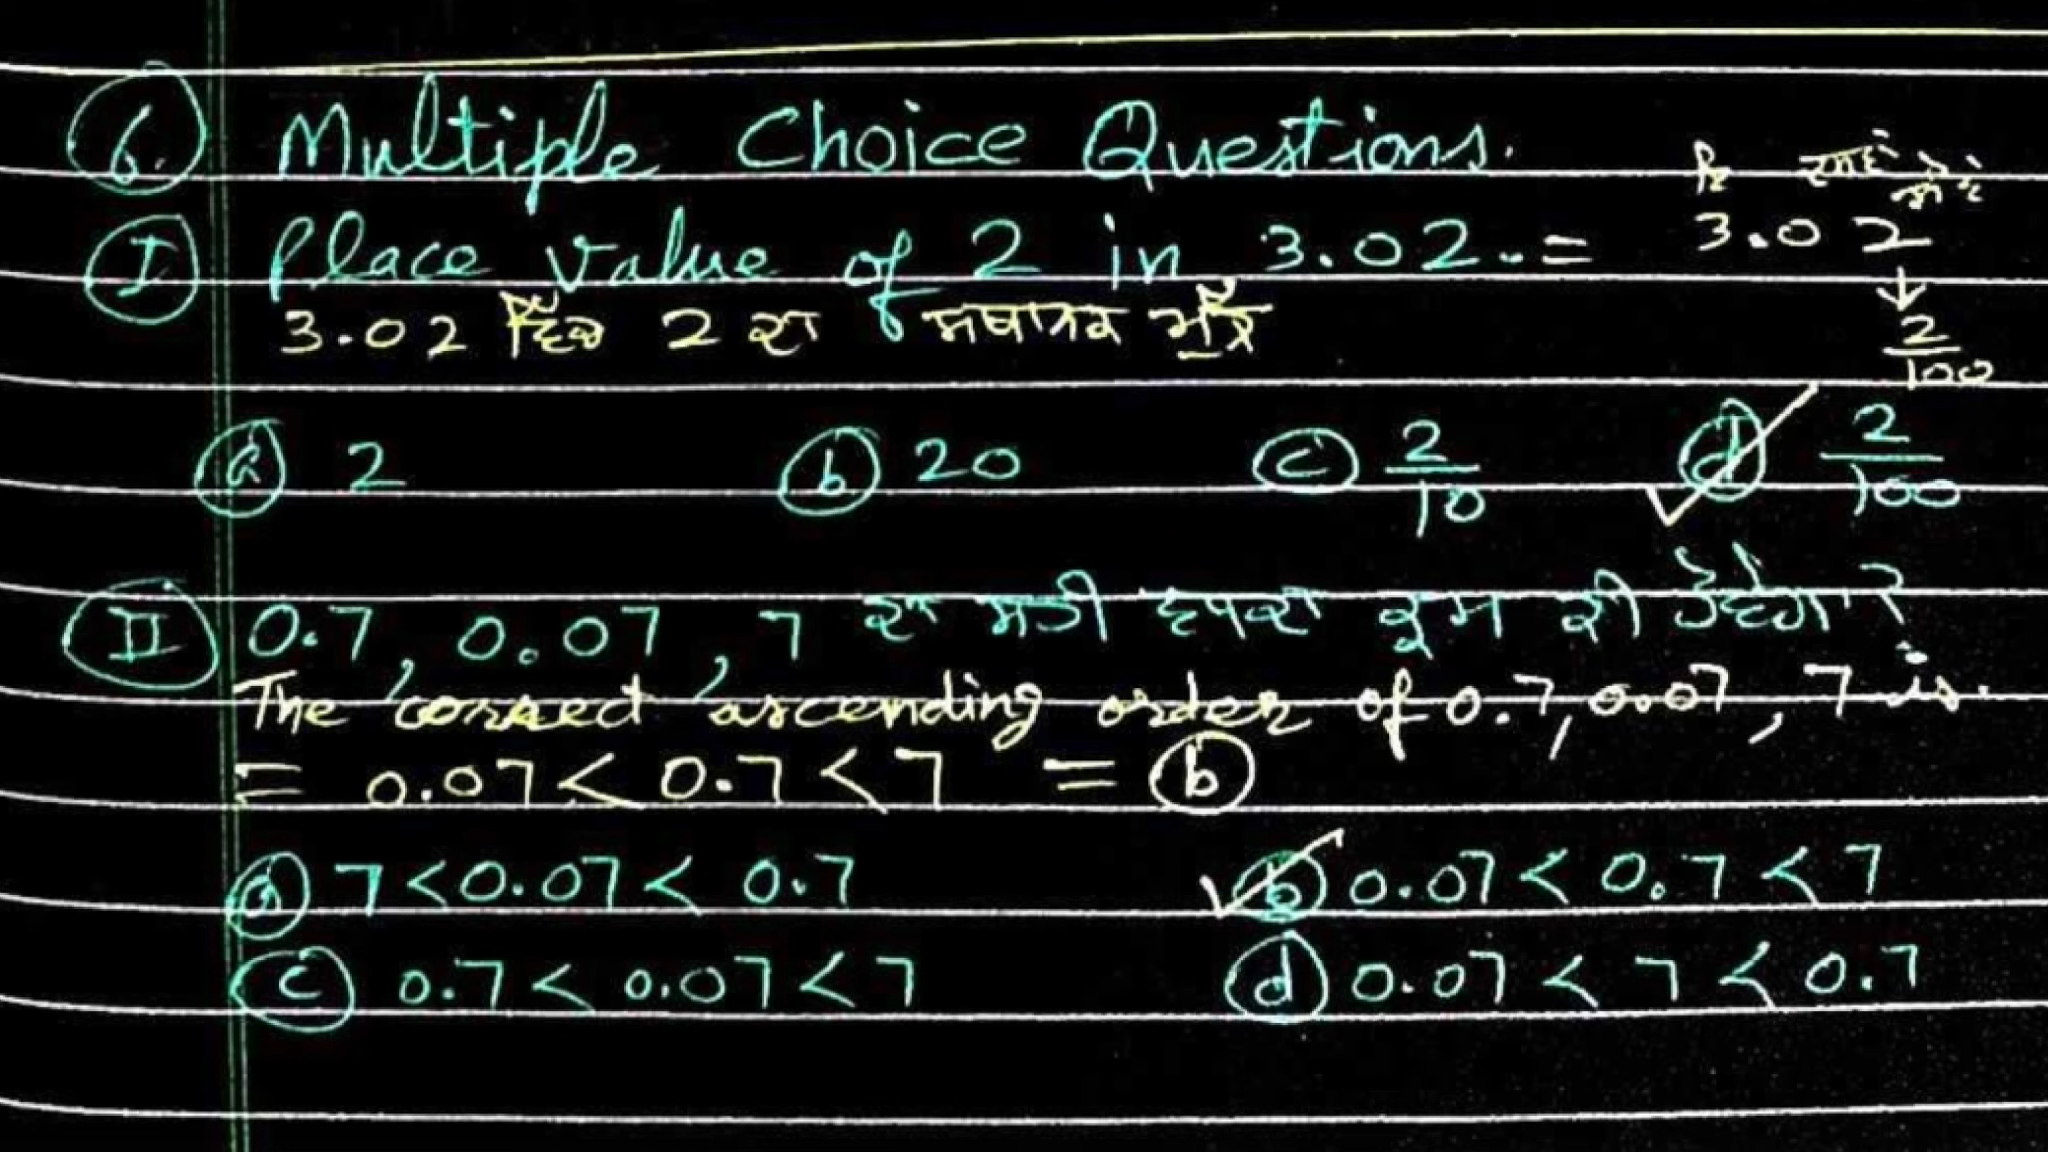 6. Multiple Choice Questions.
I Place Value of 2 in 3.02. = 3.02
3.02 ਵਿੱਚ 2 ਦਾ ਸਥਾਨਕ ਮੁੱਲ
↓
2/100
a 2 b 20 c 2/10 d 2/100
II 0.7, 0.07, 7 ਦਾ ਸਹੀ ਵਧਦਾ ਕ੍ਰਮ ਕੀ ਹੋਵੇਗਾ?
The correct ascending order of 0.7, 0.07, 7 is.
= 0.07 < 0.7 < 7 = b
a 7 < 0.07 < 0.7 b 0.07 < 0.7 < 7
c 0.7 < 0.07 < 7 d 0.07 < 7 < 0.7